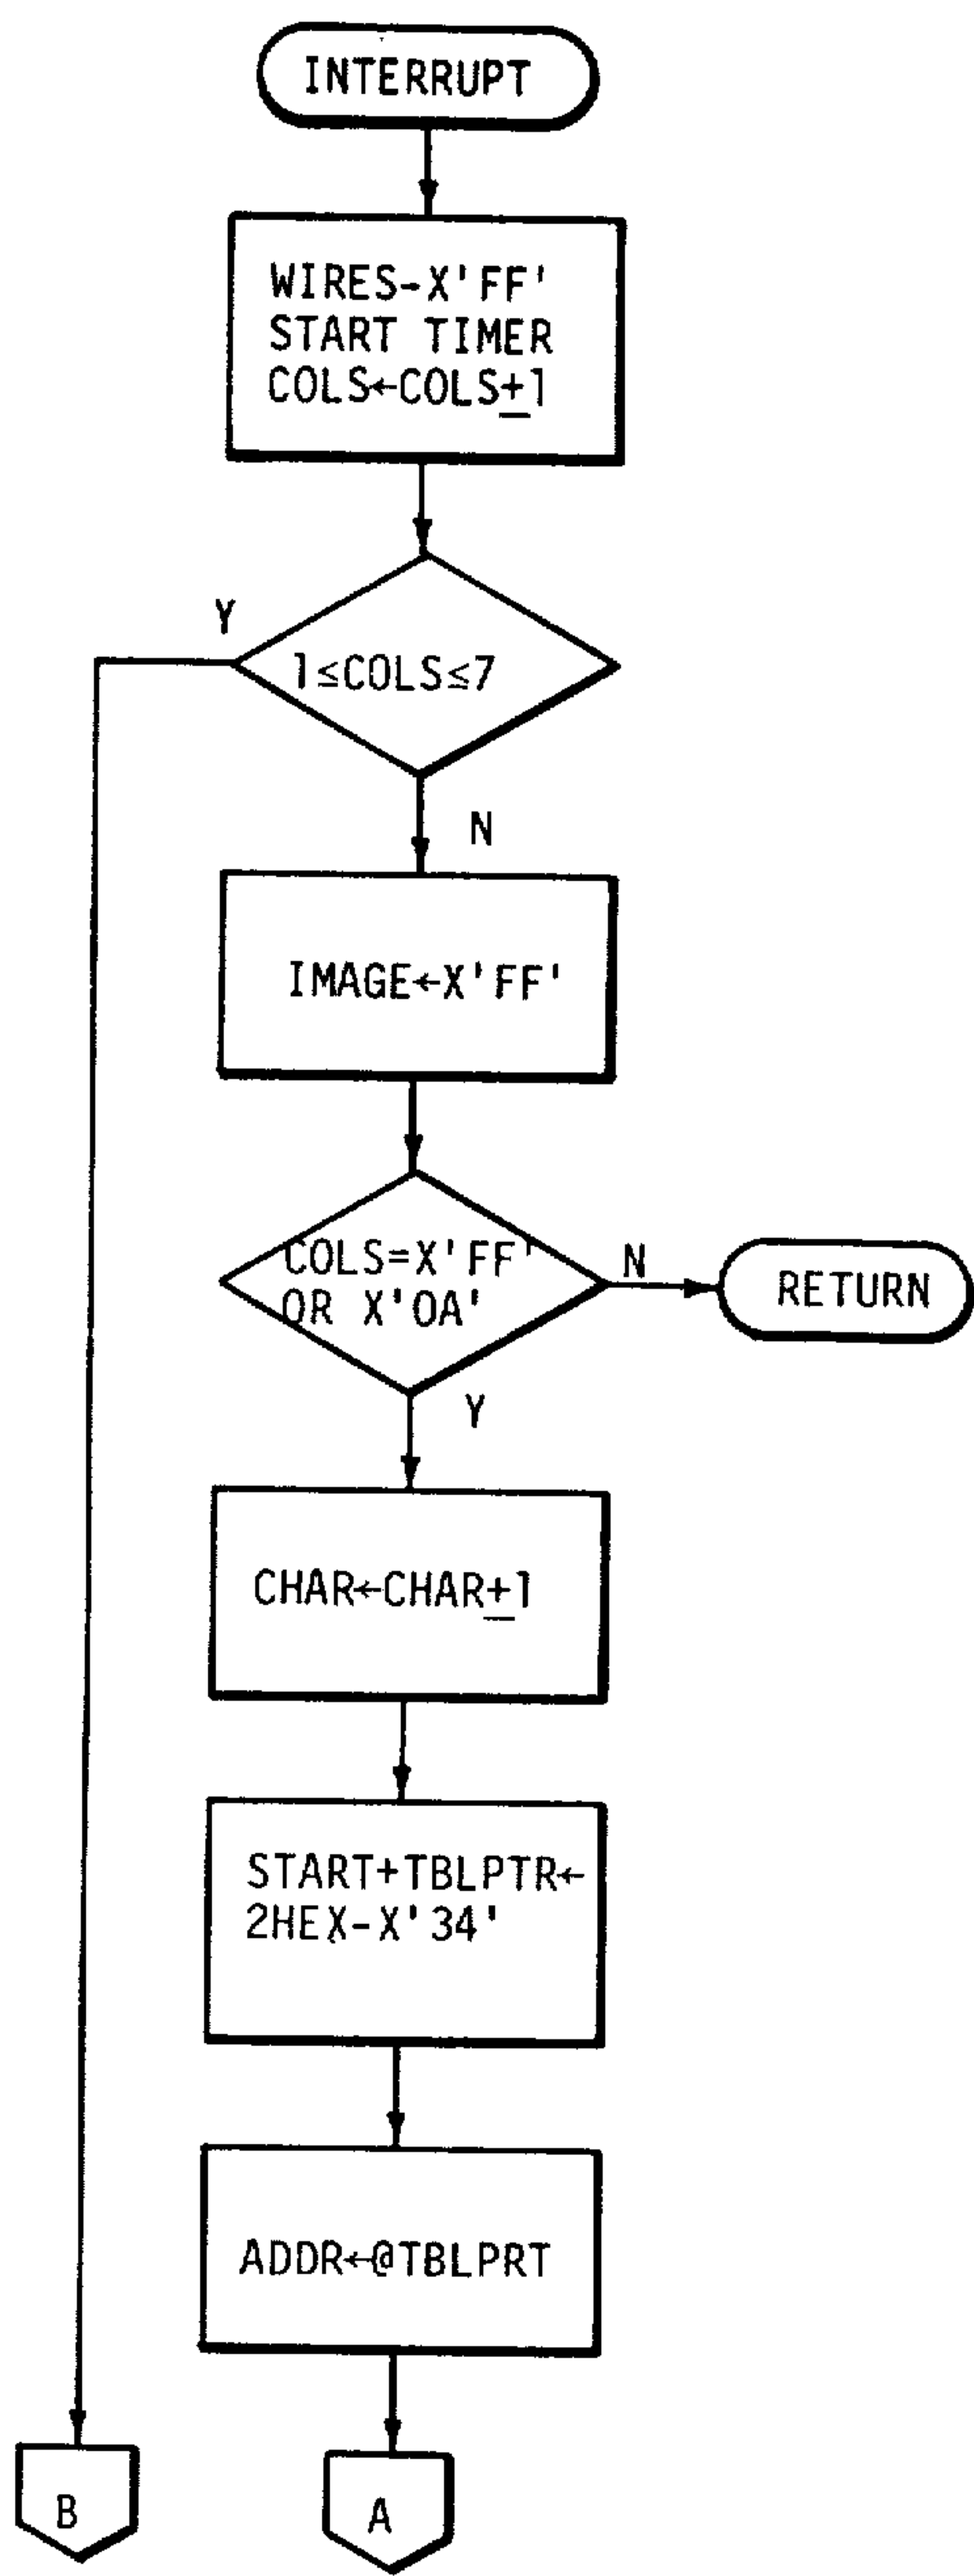 INTERRUPT
WIRES-X'FF'
START TIMER
COLS←COLS±1
Y
1≤COLS≤7
N
IMAGE←X'FF'
COLS=X'FF'
OR X'0A'
N
RETURN
Y
CHAR←CHAR±1
START+TBLPTR←
2HEX-X'34'
ADDR←@TBLPRT
B
A